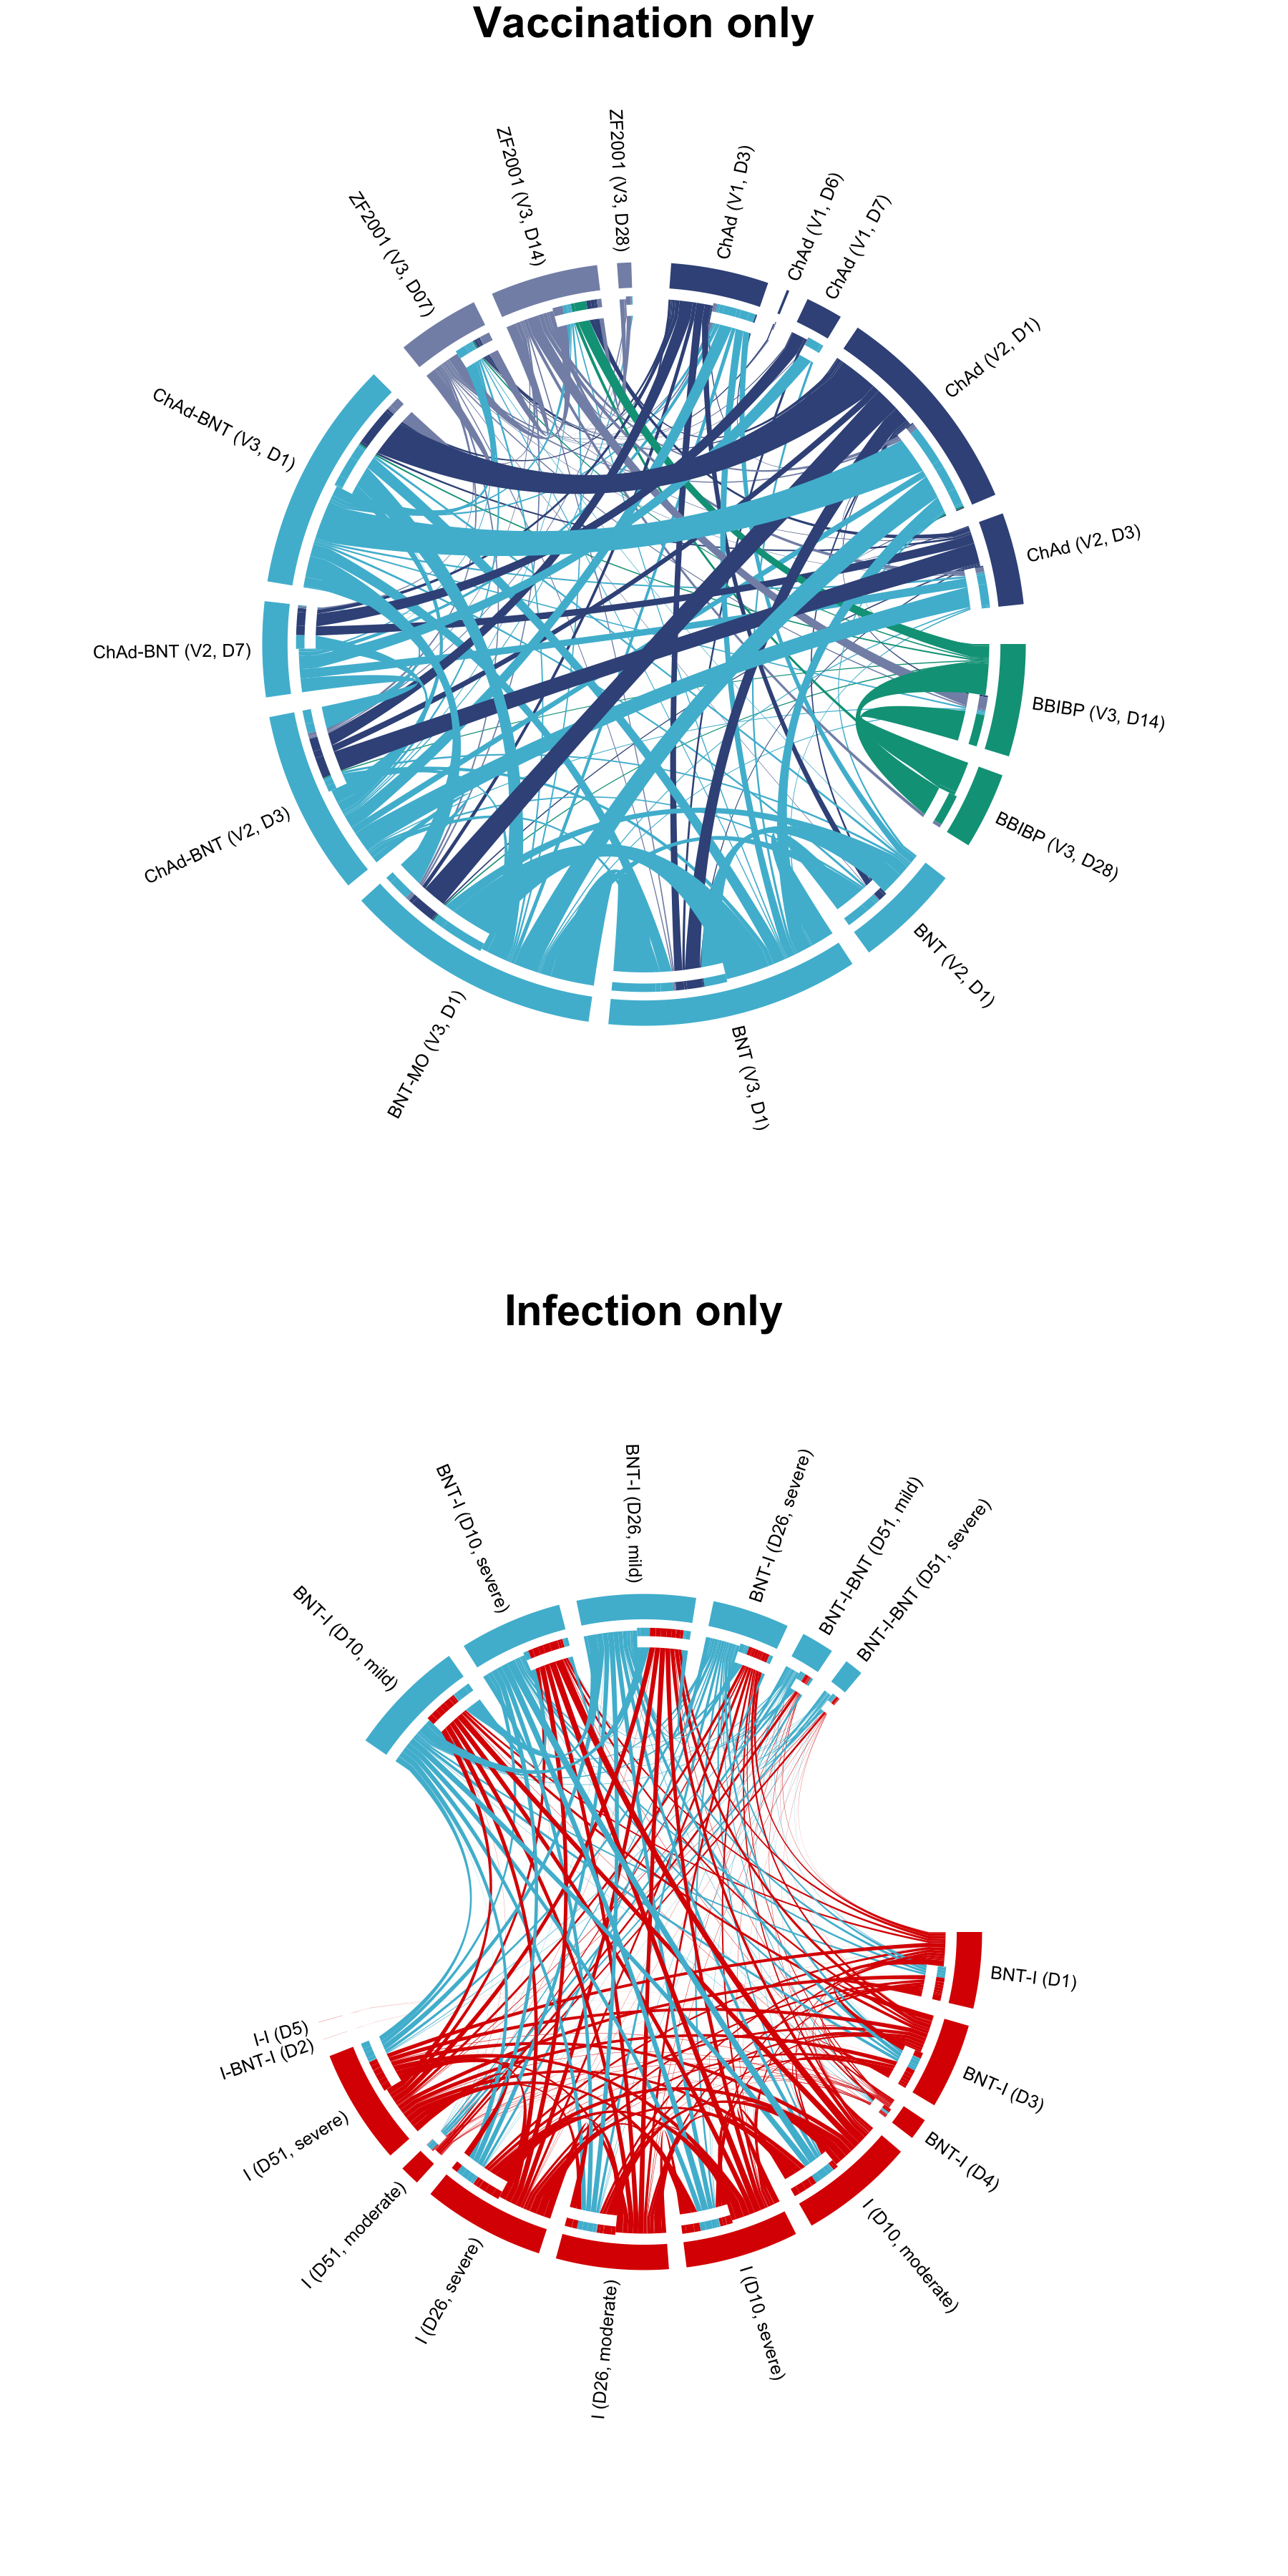 Vaccination only
ZF2001 (V3, D28)
ChAd (V1, D3)
ChAd (V1, D6)
ChAd (V1, D7)
ChAd (V2, D1)
ChAd (V2, D3)
BBIBP (V3, D14)
BBIBP (V3, D28)
BNT (V2, D1)
BNT (V3, D1)
BNT-MO (V3, D1)
ChAd-BNT (V2, D3)
ChAd-BNT (V2, D7)
ChAd-BNT (V3, D1)
ZF2001 (V3, D07)
ZF2001 (V3, D14)
Infection only
BNT-I (D26, mild)
BNT-I (D26, severe)
BNT-I-BNT (D51, mild)
BNT-I-BNT (D51, severe)
BNT-I (D1)
BNT-I (D3)
BNT-I (D4)
I (D10, moderate)
I (D10, severe)
I (D26, moderate)
I (D26, severe)
I (D51, moderate)
I (D51, severe)
I-BNT-I (D2)
I-I (D5)
BNT-I (D10, mild)
BNT-I (D10, severe)